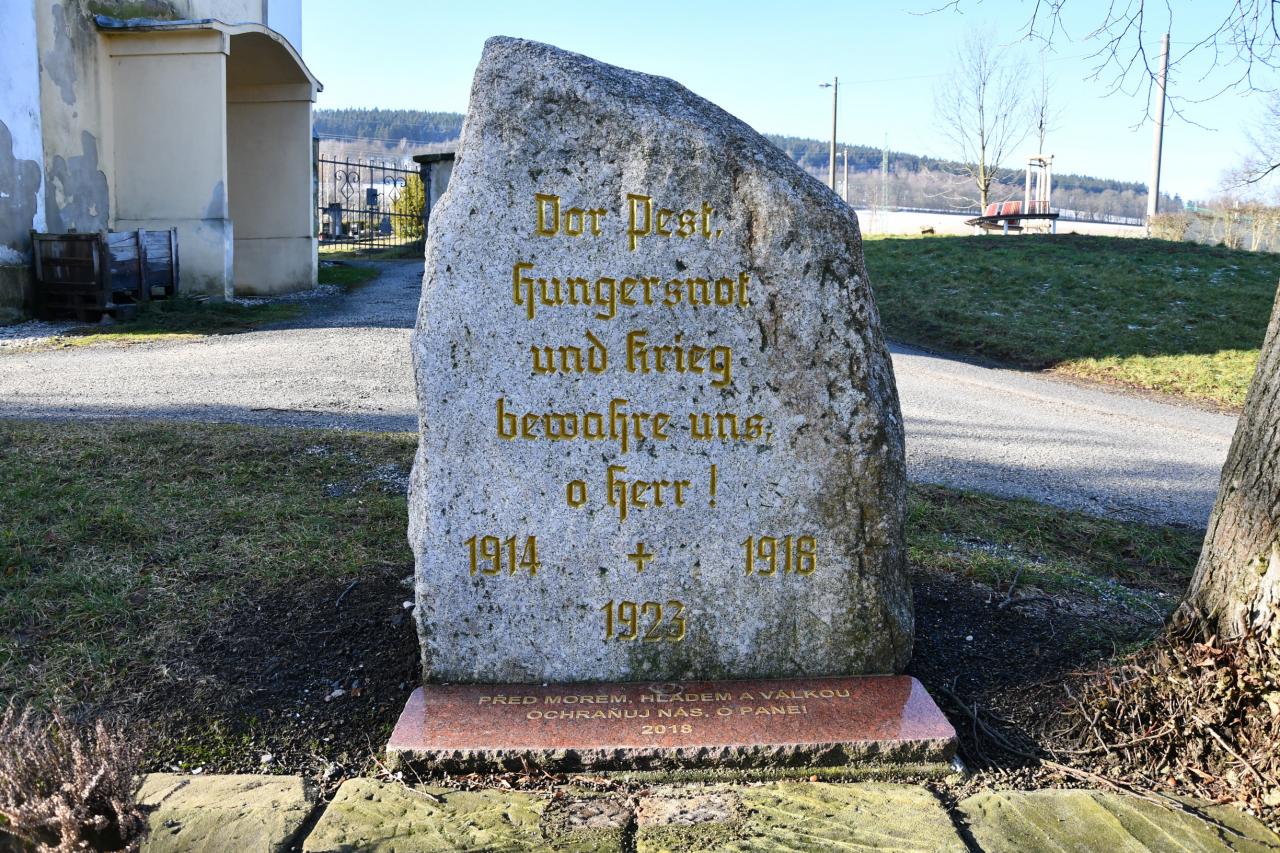 Vor Pest,
Hungersnot
und Krieg
bewahre uns,
o Herr!
1914 + 1918
1923
PŘED MOREM, HLADEM A VÁLKOU
OCHRAŇUJ NÁS, Ó PANE!
2018